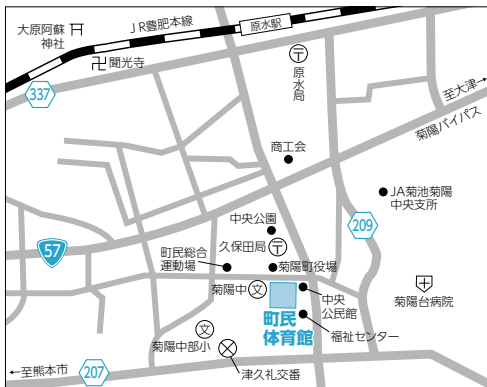 JR豊肥本線
原水駅
大原阿蘇
神社
聞光寺
337
原水局
至大津→
菊陽バイパス
商工会
JA菊池菊陽
中央支所
209
中央公園
久保田局
57
町民総合
運動場
菊陽町役場
菊陽中
文
中央
公民館
菊陽台病院
町民
体育館
福祉センター
文
菊陽中部小
津久礼交番
←至熊本市
207